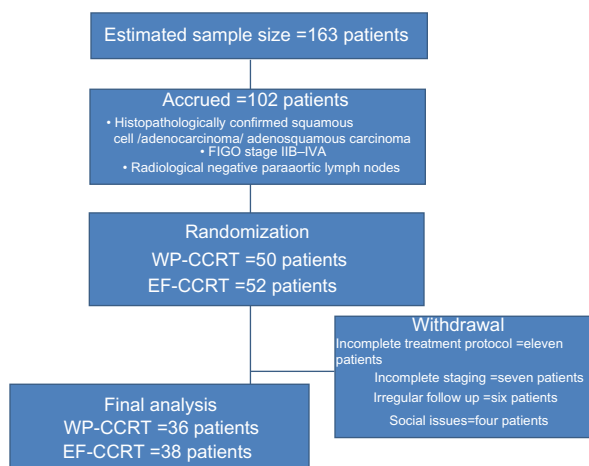 Estimated sample size =163 patients
Accrued =102 patients
• Histopathologically confirmed squamous
cell /adenocarcinoma/ adenosquamous carcinoma
• FIGO stage IIB–IVA
• Radiological negative paraaortic lymph nodes
Randomization
WP-CCRT =50 patients
EF-CCRT =52 patients
Withdrawal
Incomplete treatment protocol =eleven
patients
Incomplete staging =seven patients
Irregular follow up =six patients
Social issues=four patients
Final analysis
WP-CCRT =36 patients
EF-CCRT =38 patients